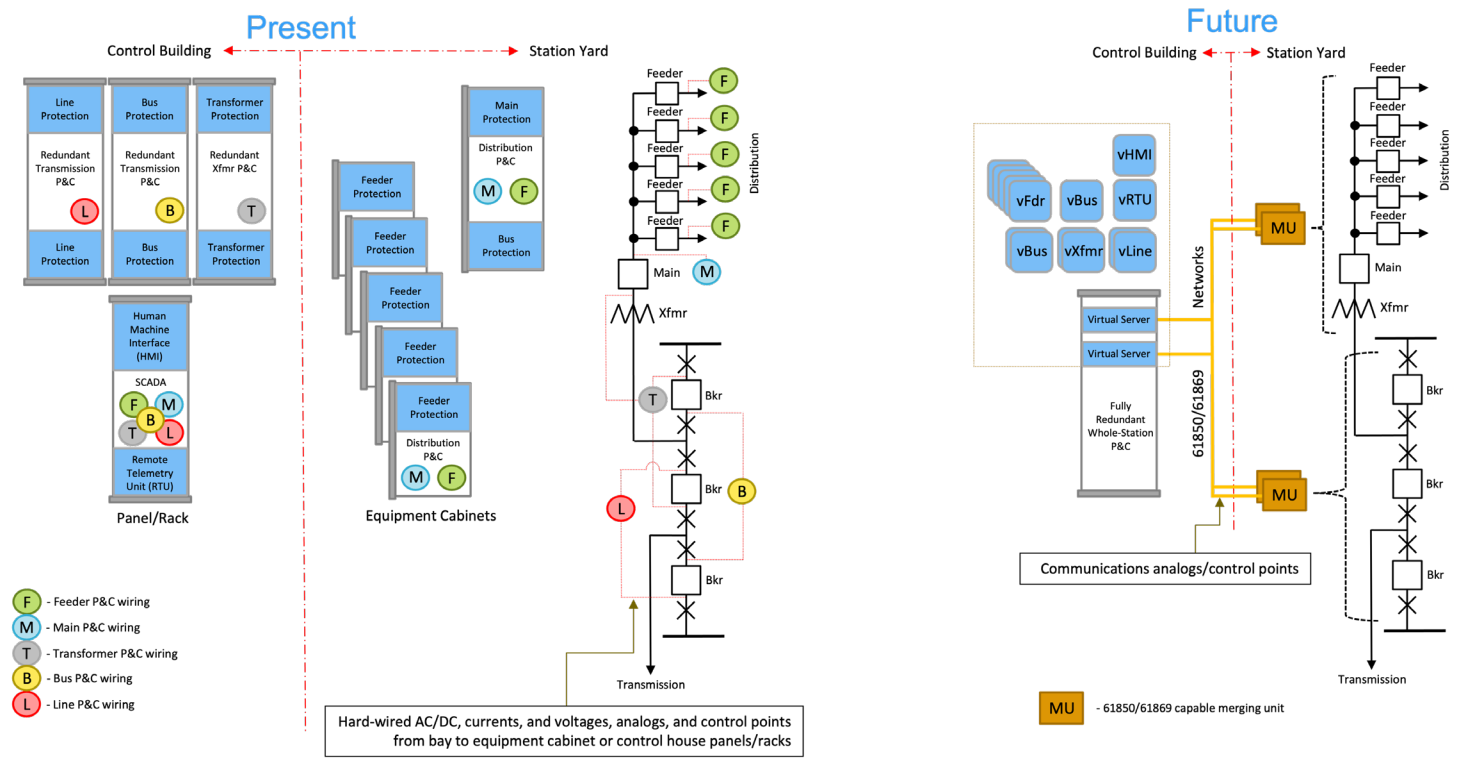 Present
Control Building
Station Yard
Line
Protection
Redundant
Transmission
P&C
L
Line
Protection
Bus
Protection
Redundant
Transmission
P&C
B
Bus
Protection
Transformer
Protection
Redundant
Xfmr P&C
T
Transformer
Protection
Human
Machine
Interface
(HMI)
SCADA
F
M
B
T
L
Remote
Telemetry
Unit (RTU)
Panel/Rack
Feeder
Protection
Feeder
Protection
Feeder
Protection
Feeder
Protection
Feeder
Protection
Distribution
P&C
M
F
Equipment Cabinets
Main
Protection
Distribution
P&C
M
F
Bus
Protection
Feeder
F
Feeder
F
Feeder
F
Feeder
F
Feeder
F
Distribution
Main
M
Xfmr
T
Bkr
L
Bkr
B
Bkr
Transmission
F - Feeder P&C wiring
M - Main P&C wiring
T - Transformer P&C wiring
B - Bus P&C wiring
L - Line P&C wiring
Hard-wired AC/DC, currents, and voltages, analogs, and control points
from bay to equipment cabinet or control house panels/racks
Future
Control Building
Station Yard
vHMI
vFdr
vBus
vRTU
vBus
vXfmr
vLine
Virtual Server
Virtual Server
Fully
Redundant
Whole-Station
P&C
Networks
61850/61869
MU
MU
Communications analogs/control points
Feeder
Feeder
Feeder
Feeder
Feeder
Distribution
Main
Xfmr
Bkr
Bkr
Bkr
Transmission
MU - 61850/61869 capable merging unit